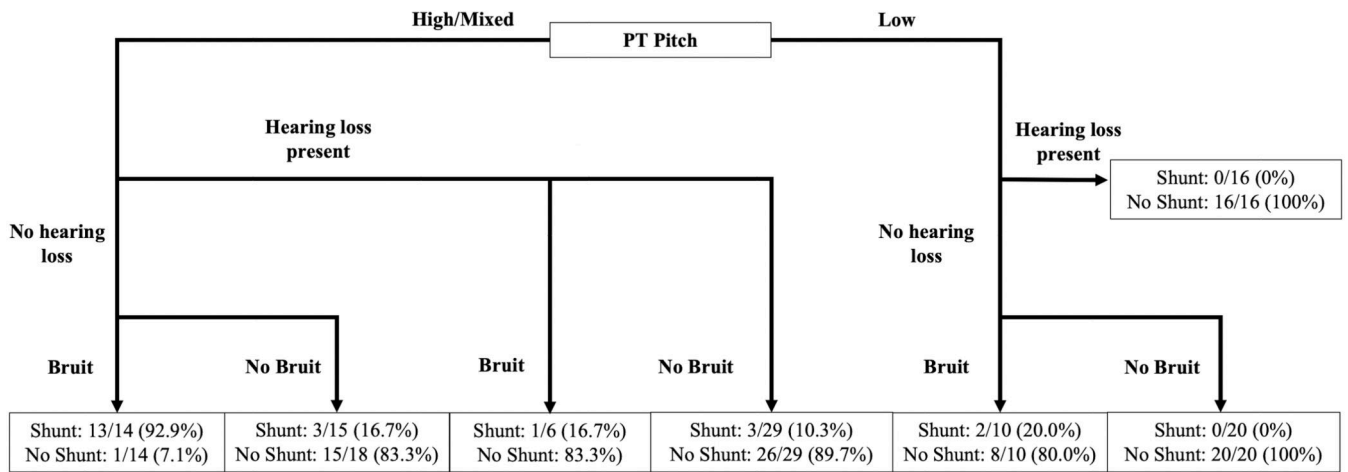 High/Mixed
PT Pitch
Low
Hearing loss
present
Hearing loss
present
Shunt: 0/16 (0%)
No Shunt: 16/16 (100%)
No hearing
loss
No hearing
loss
Bruit
No Bruit
Bruit
No Bruit
Bruit
No Bruit
Shunt: 13/14 (92.9%)
No Shunt: 1/14 (7.1%)
Shunt: 3/15 (16.7%)
No Shunt: 15/18 (83.3%)
Shunt: 1/6 (16.7%)
No Shunt: 83.3%)
Shunt: 3/29 (10.3%)
No Shunt: 26/29 (89.7%)
Shunt: 2/10 (20.0%)
No Shunt: 8/10 (80.0%)
Shunt: 0/20 (0%)
No Shunt: 20/20 (100%)